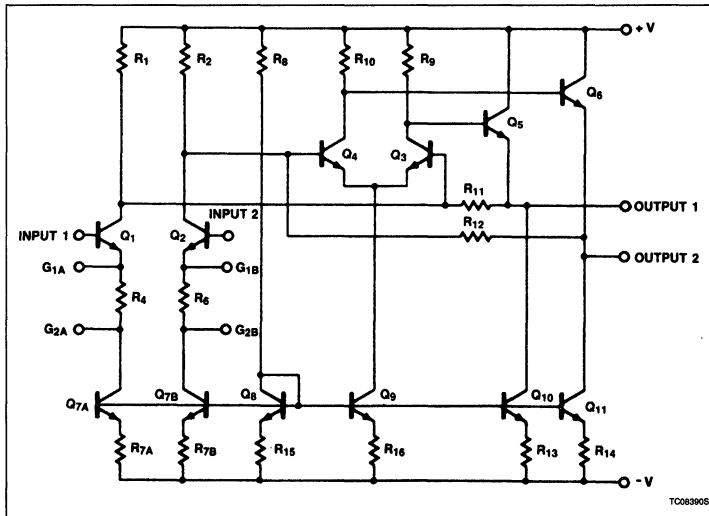 R1 R2 R8 R10 R9 +V
Q6
Q5
Q4 Q3
R11
OUTPUT 1
INPUT 1 Q1 Q2 INPUT 2
R12
G1A G1B OUTPUT 2
R4 R6
G2A G2B
Q7A Q7B Q8 Q9 Q10 Q11
R7A R7B R15 R16 R13 R14
-V
TC08390S